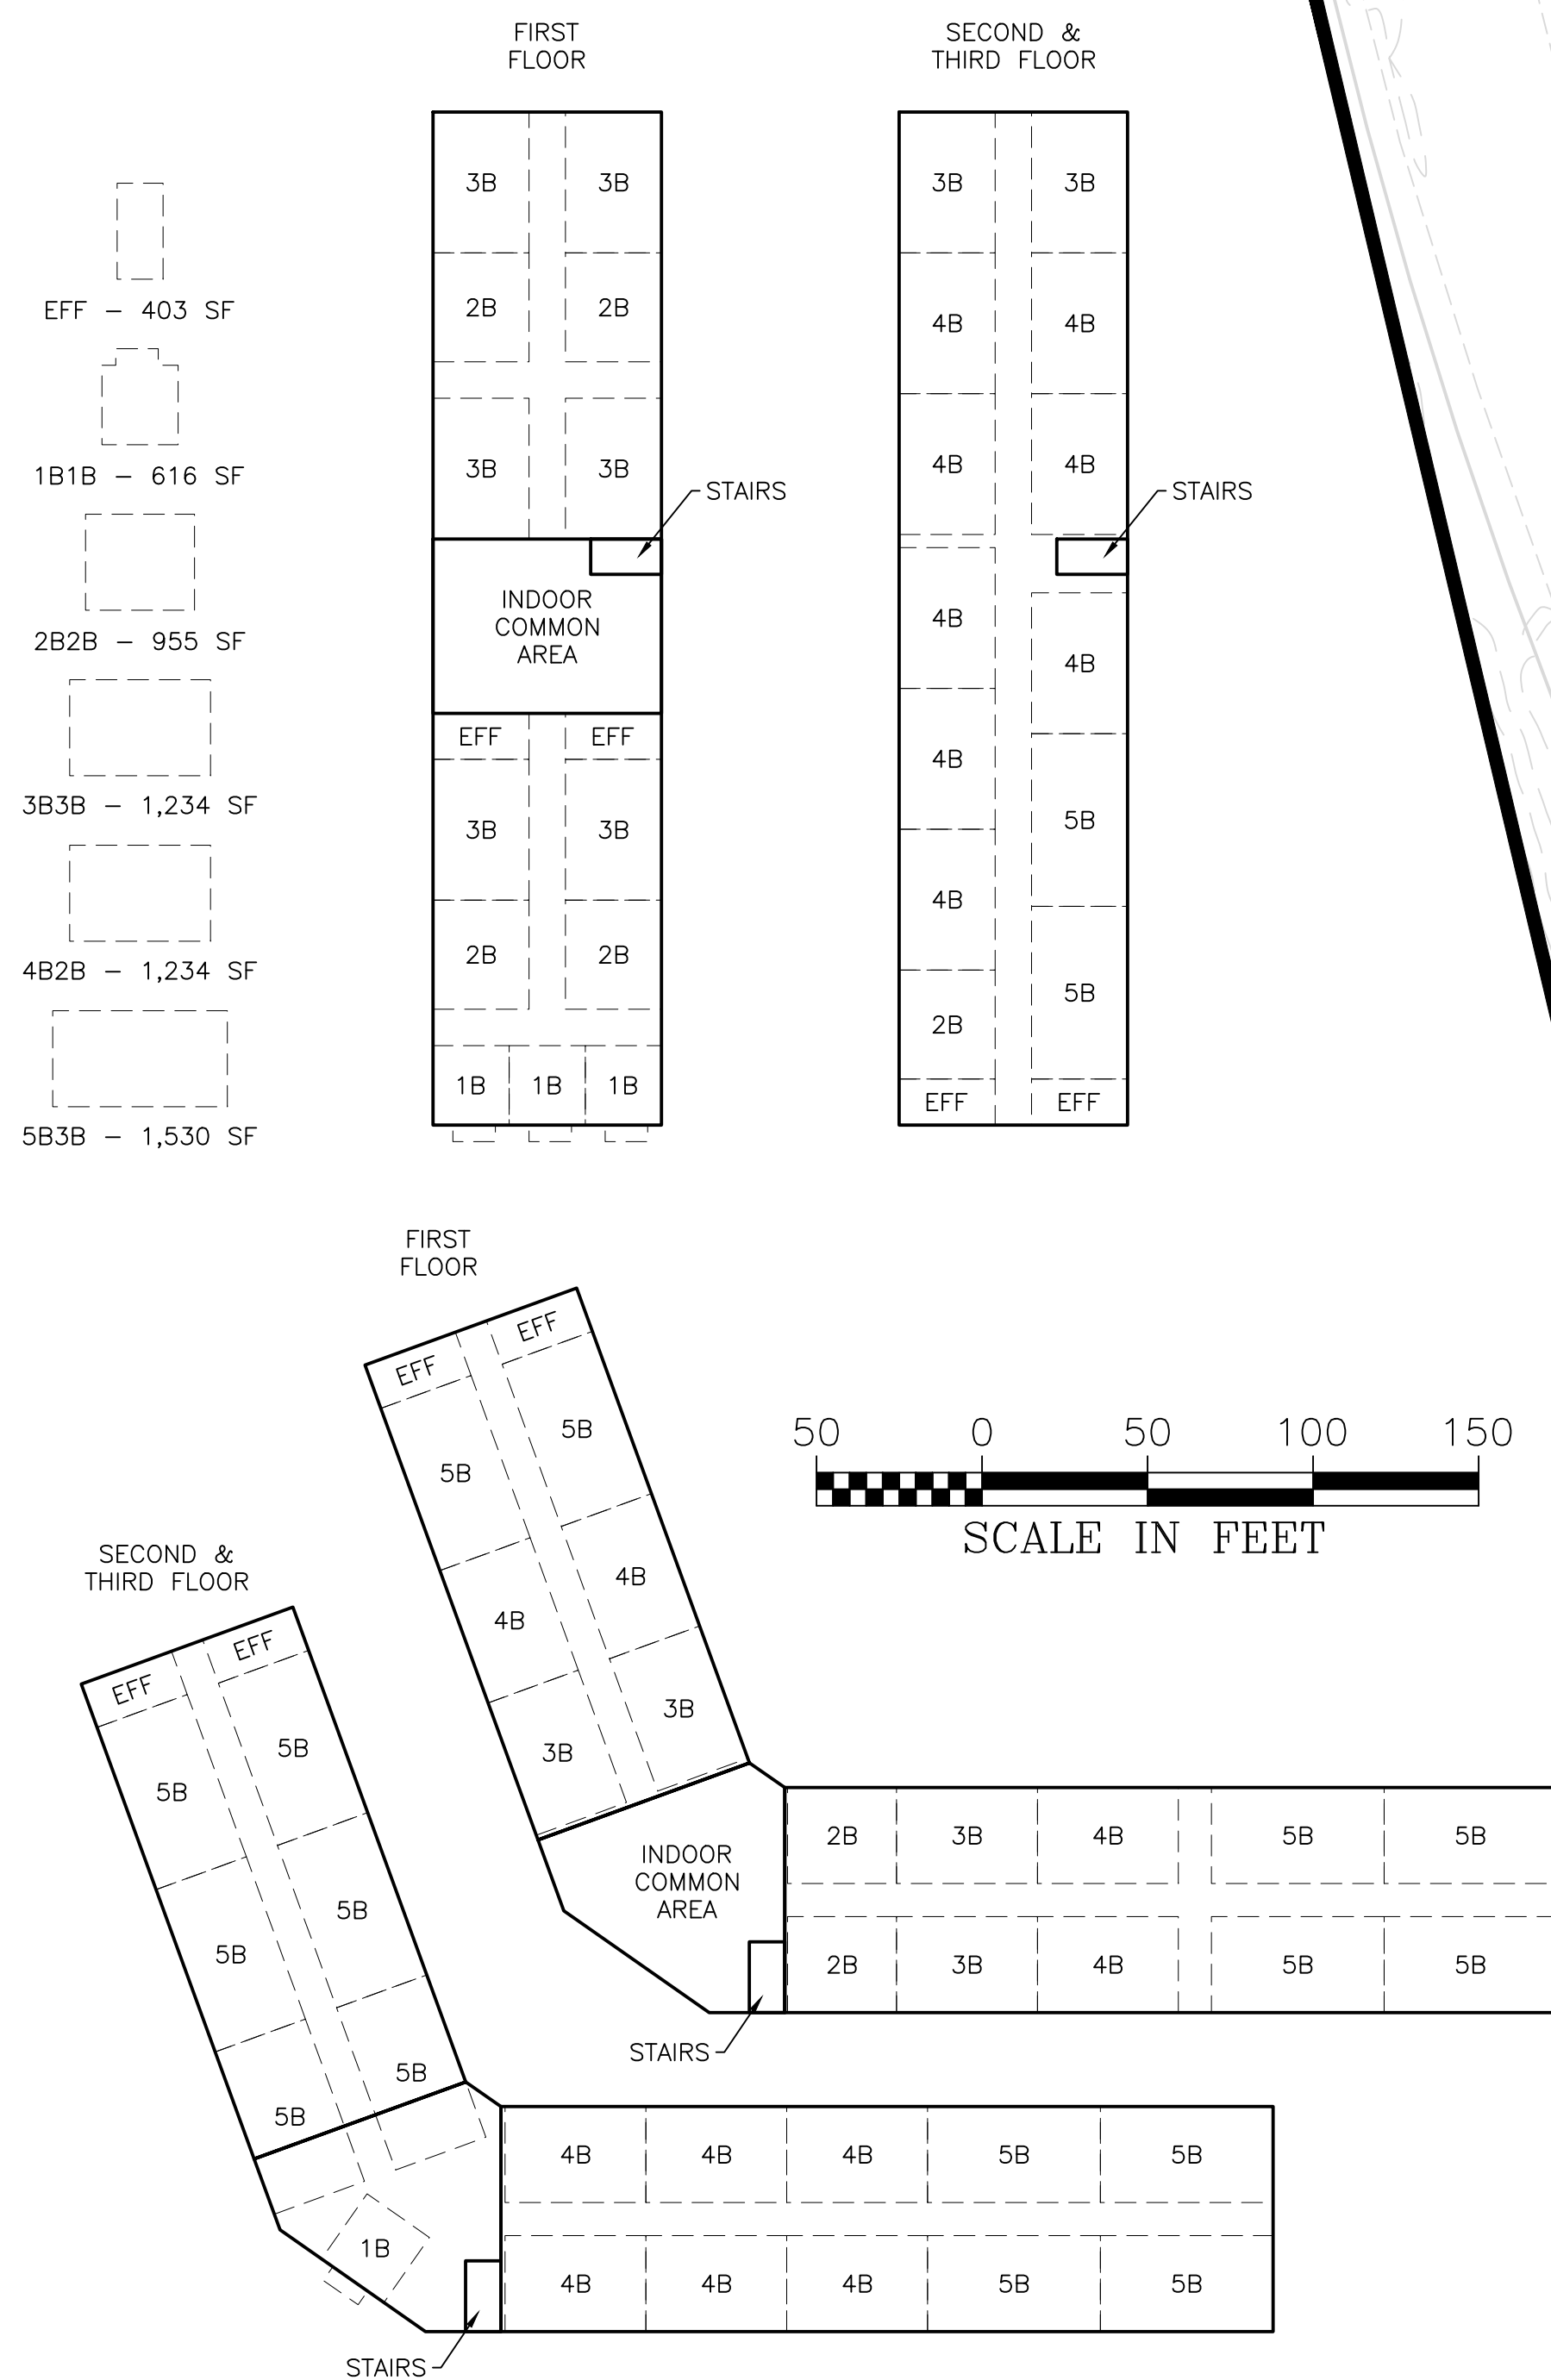 FIRST
FLOOR
SECOND &
THIRD FLOOR
EFF - 403 SF
1B1B - 616 SF
2B2B - 955 SF
3B3B - 1,234 SF
4B2B - 1,234 SF
5B3B - 1,530 SF
3B 3B
2B 2B
3B 3B
STAIRS
INDOOR
COMMON
AREA
EFF EFF
3B 3B
2B 2B
1B 1B 1B
3B 3B
4B 4B
4B 4B
STAIRS
4B 4B
4B 5B
4B 5B
2B
EFF EFF
FIRST
FLOOR
EFF EFF
5B 5B
4B 4B
3B 3B
INDOOR
COMMON
AREA
STAIRS
2B 3B 4B 5B 5B
2B 3B 4B 5B 5B
50 0 50 100 150
SCALE IN FEET
SECOND &
THIRD FLOOR
EFF EFF
5B 5B
5B 5B
5B 5B
1B
STAIRS
4B 4B 4B 5B 5B
4B 4B 4B 5B 5B